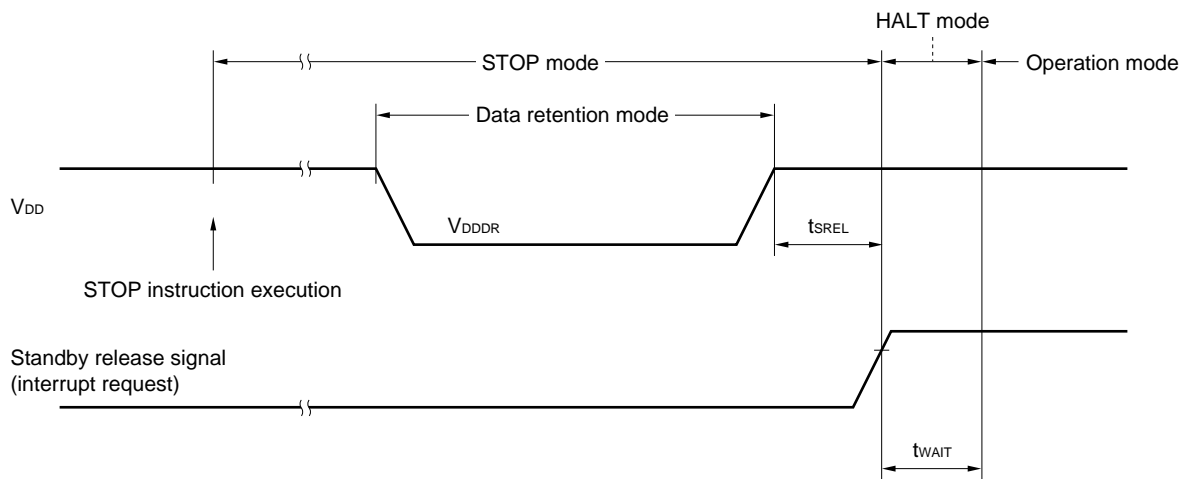 HALT mode
STOP mode
Operation mode
Data retention mode
VDD
VDDDR
tSREL
STOP instruction execution
Standby release signal
(interrupt request)
tWAIT